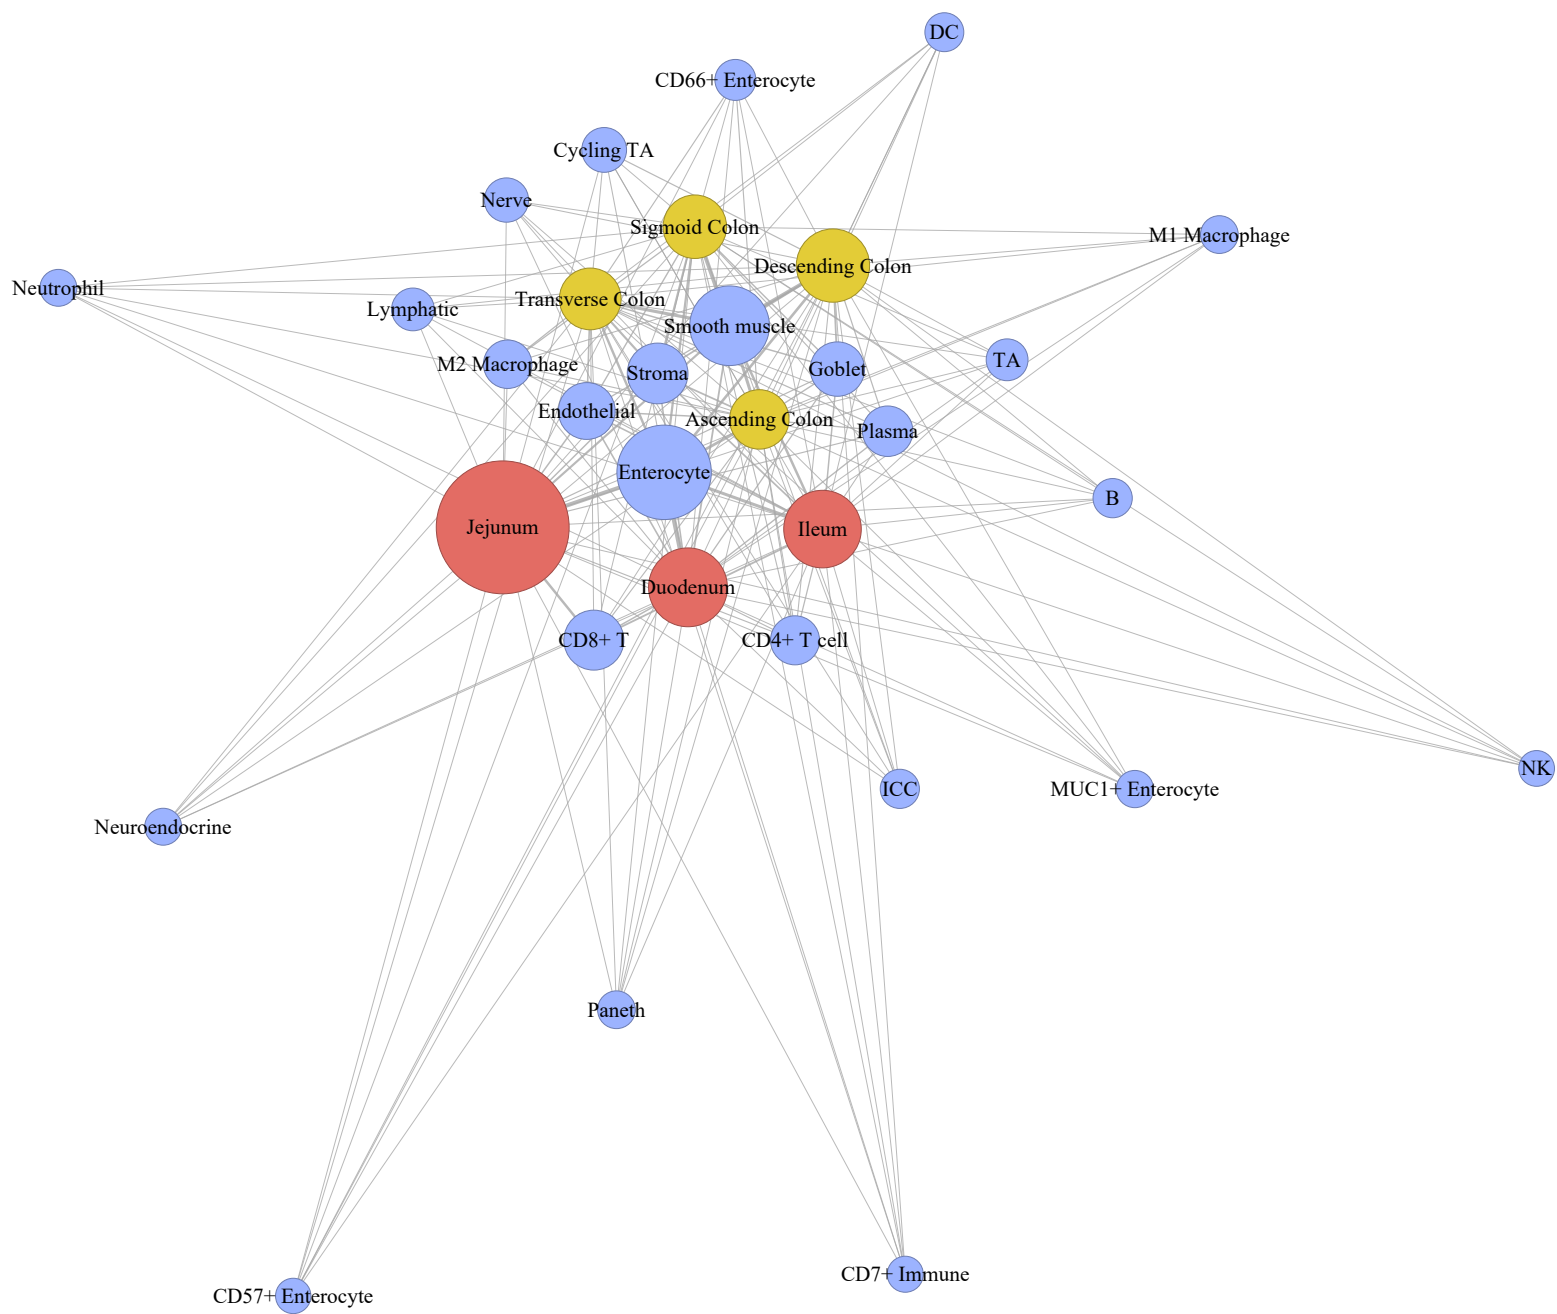 DC
CD66+ Enterocyte
Cycling TA
Nerve
Sigmoid Colon
M1 Macrophage
Descending Colon
Neutrophil
Transverse Colon
Lymphatic
Smooth muscle
TA
M2 Macrophage
Stroma
Goblet
Endothelial
Ascending Colon
Plasma
Enterocyte
B
Jejunum
Ileum
Duodenum
CD8+ T
CD4+ T cell
NK
ICC
MUC1+ Enterocyte
Neuroendocrine
Paneth
CD7+ Immune
CD57+ Enterocyte